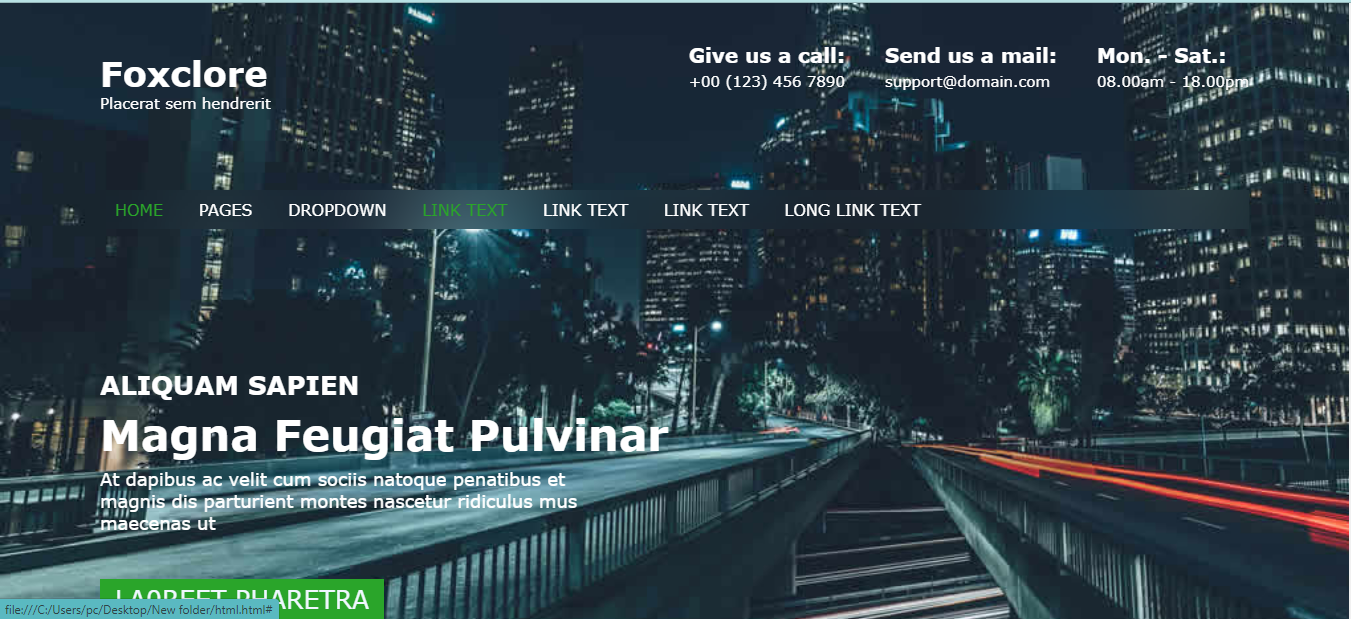 Foxclore
Placerat sem hendrerit
Give us a call:
+00 (123) 456 7890
Send us a mail:
support@domain.com
Mon. - Sat.:
08.00am - 18.00pm
HOME PAGES DROPDOWN LINK TEXT LINK TEXT LINK TEXT LONG LINK TEXT
ALIQUAM SAPIEN
Magna Feugiat Pulvinar
At dapibus ac velit cum sociis natoque penatibus et
magnis dis parturient montes nascetur ridiculus mus
maecenas ut
LA0REET PHARETRA
file:///C:/Users/pc/Desktop/New folder/html.html#